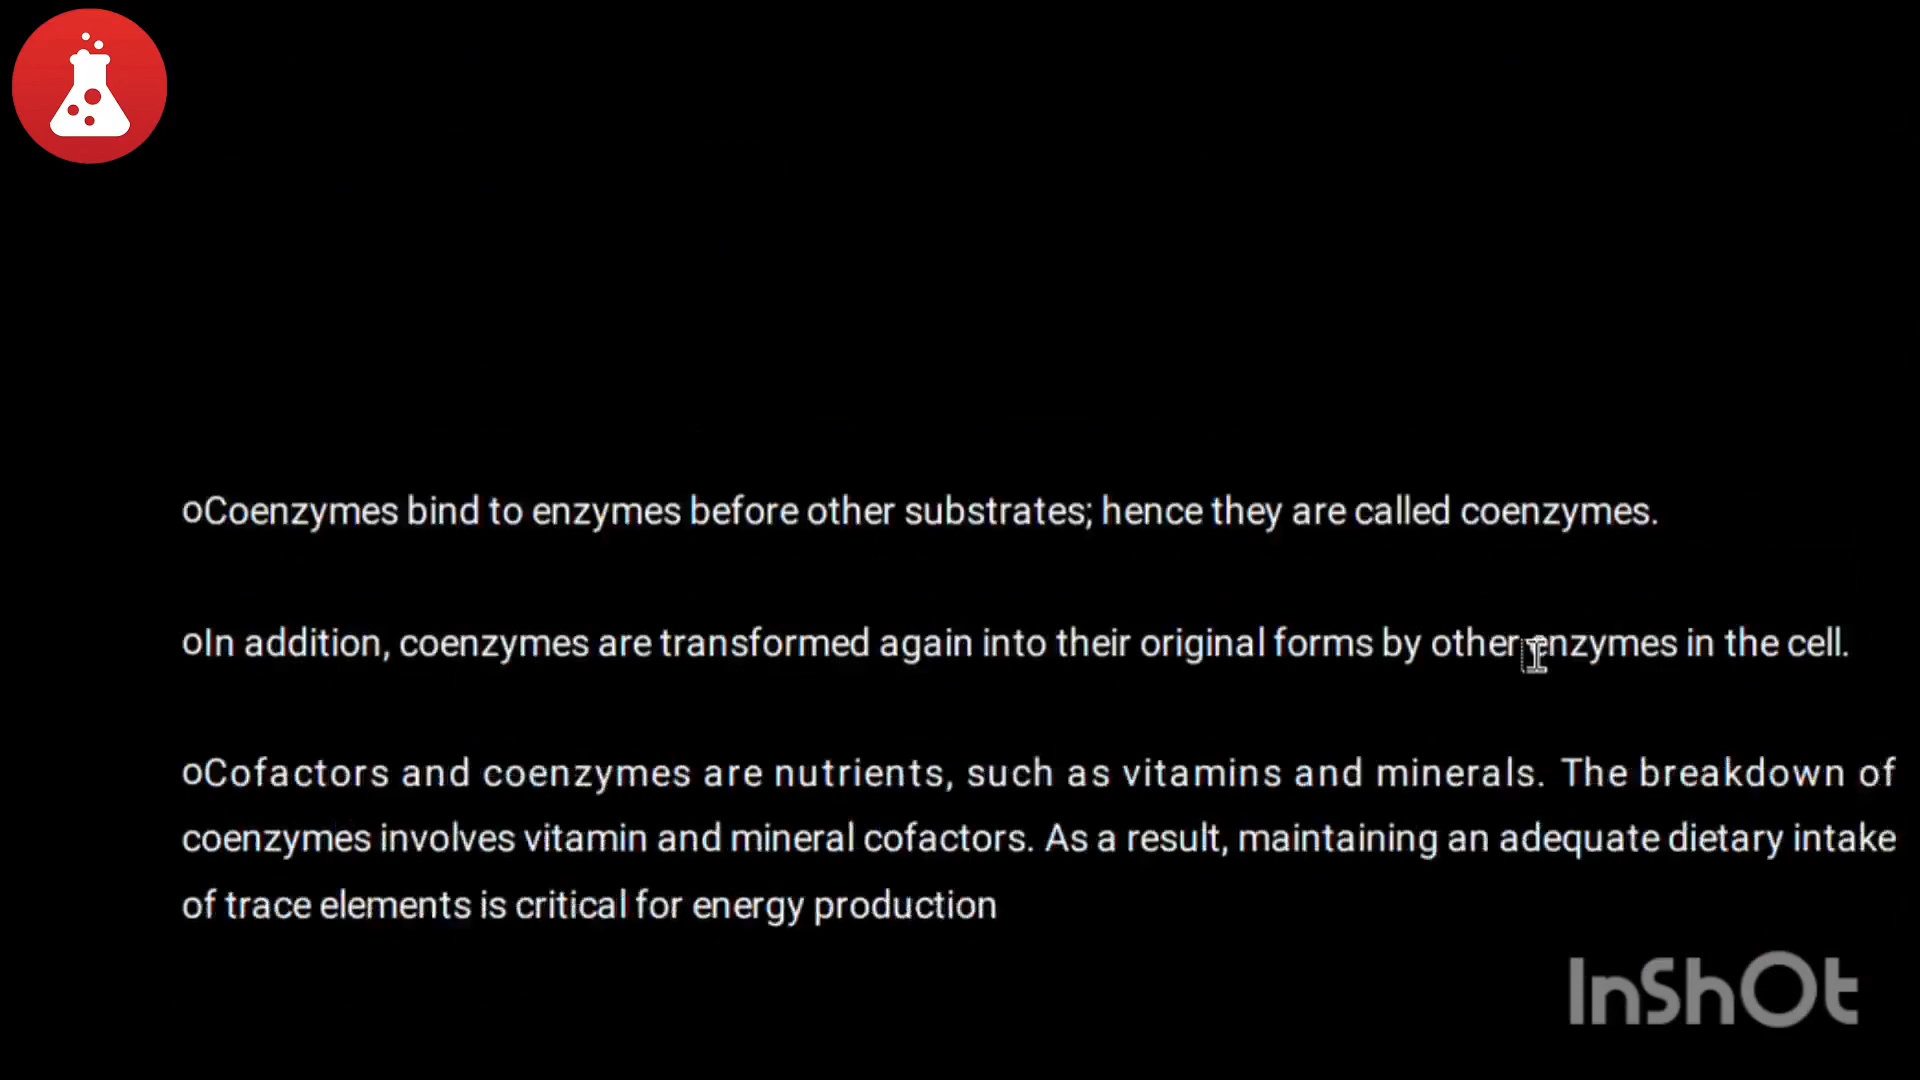 oCoenzymes bind to enzymes before other substrates; hence they are called coenzymes.
oIn addition, coenzymes are transformed again into their original forms by other enzymes in the cell.
oCofactors and coenzymes are nutrients, such as vitamins and minerals. The breakdown of
coenzymes involves vitamin and mineral cofactors. As a result, maintaining an adequate dietary intake
of trace elements is critical for energy production
InShOt